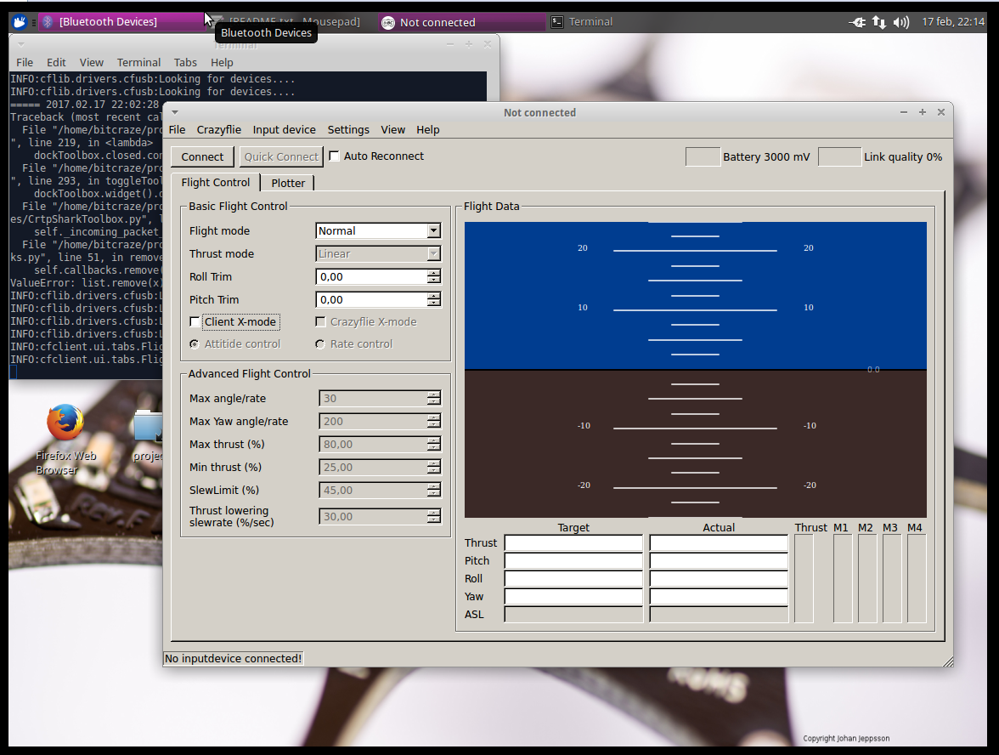 [Bluetooth Devices]
[README.txt - Mousepad]
Not connected
Terminal
17 feb, 22:14
Bluetooth Devices
Terminal
File Edit View Terminal Tabs Help
INFO:cflib.drivers.cfusb:Looking for devices....
INFO:cflib.drivers.cfusb:Looking for devices....
===== 2017.02.17 22:02:28
Traceback (most recent cal
File "/home/bitcraze/pro
", line 219, in <lambda>
dockToolbox.closed.con
File "/home/bitcraze/pro
", line 293, in toggleTool
dockToolbox.widget().c
File "/home/bitcraze/pro
es/CrtpSharkToolbox.py", l
self._incoming_packet_
File "/home/bitcraze/pro
ks.py", line 51, in remove
self.callbacks.remove(
ValueError: list.remove(x)
INFO:cflib.drivers.cfusb:L
INFO:cflib.drivers.cfusb:L
INFO:cflib.drivers.cfusb:L
INFO:cflib.drivers.cfusb:L
INFO:cfclient.ui.tabs.Flig
INFO:cfclient.ui.tabs.Flig
Firefox Web
Browser
projec
Not connected
File Crazyflie Input device Settings View Help
Connect Quick Connect Auto Reconnect Battery 3000 mV Link quality 0%
Flight Control Plotter
Basic Flight Control
Flight mode Normal
Thrust mode Linear
Roll Trim 0,00
Pitch Trim 0,00
Client X-mode Crazyflie X-mode
Attitide control Rate control
Advanced Flight Control
Max angle/rate 30
Max Yaw angle/rate 200
Max thrust (%) 80,00
Min thrust (%) 25,00
SlewLimit (%) 45,00
Thrust lowering
slewrate (%/sec) 30,00
Flight Data
20 20
10 10
0.0
-10 -10
-20 -20
Target Actual Thrust M1 M2 M3 M4
Thrust
Pitch
Roll
Yaw
ASL
No inputdevice connected!
Rev.F
Copyright Johan Jeppsson